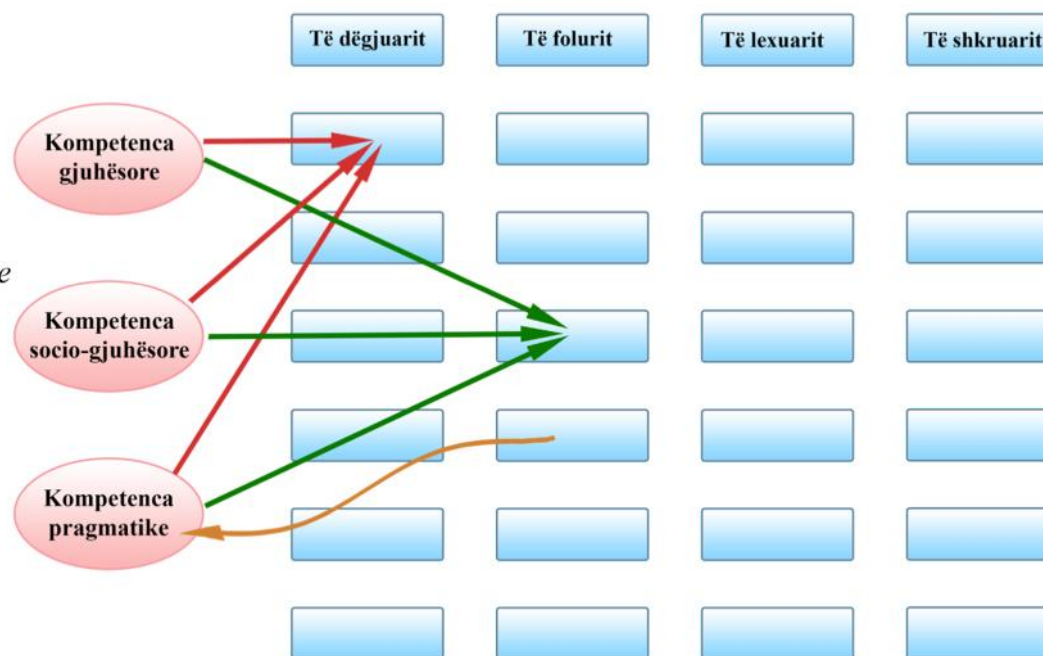 Të dëgjuarit
Të folurit
Të lexuarit
Të shkruarit
Kompetenca
gjuhësore
e
Kompetenca
socio-gjuhësore
Kompetenca
pragmatike